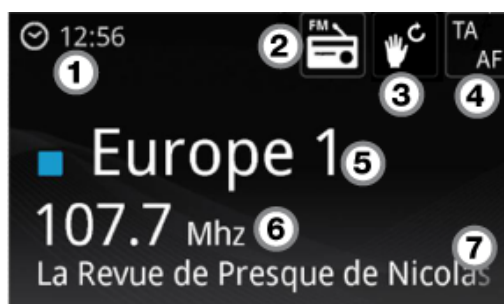 12:56
1
2
FM
3
TA
AF
4
Europe 1
5
107.7 Mhz
6
7
La Revue de Presque de Nicolas